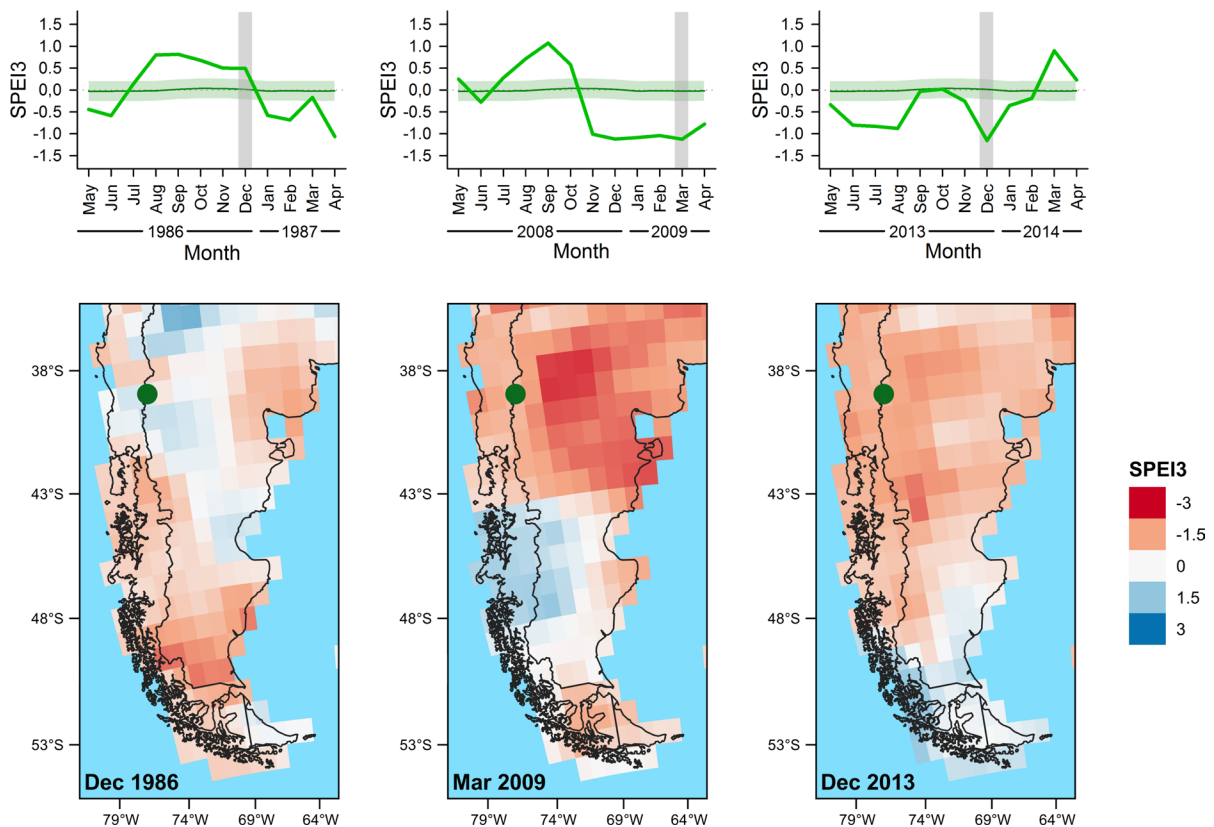 SPEI3
1.5
1.0
0.5
0,0
-0.5
-1.0
-1.5
May
Jun
Jul
Aug
Sep
Oct
Nov
Dec
Jan
Feb
Mar
Apr
1986
1987
Month
SPEI3
1.5
1.0
0.5
0,0
-0.5
-1.0
-1.5
May
Jun
Jul
Aug
Sep
Oct
Nov
Dec
Jan
Feb
Mar
Apr
2008
2009
Month
SPEI3
1.5
1.0
0.5
0,0
-0.5
-1.0
-1.5
May
Jun
Jul
Aug
Sep
Oct
Nov
Dec
Jan
Feb
Mar
Apr
2013
2014
Month
38°S
43°S
48°S
53°S
Dec 1986
79°W
74°W
69°W
64°W
38°S
43°S
48°S
53°S
Mar 2009
79°W
74°W
69°W
64°W
38°S
43°S
48°S
53°S
Dec 2013
79°W
74°W
69°W
64°W
SPEI3
-3
-1.5
0
1.5
3